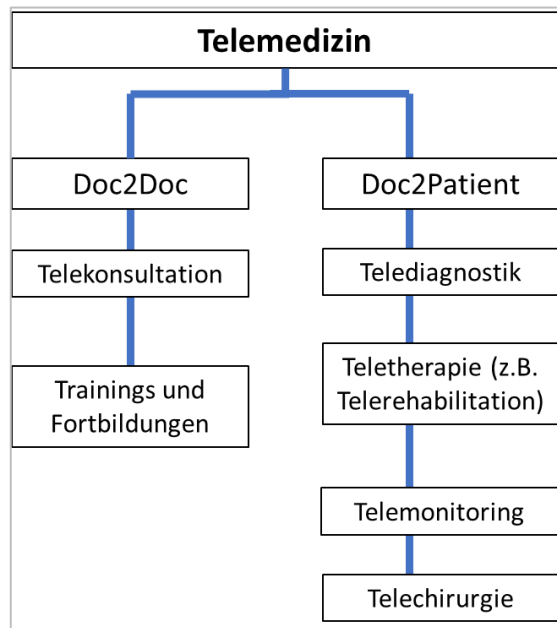 Telemedizin
Doc2Doc
Telekonsultation
Trainings und
Fortbildungen
Doc2Patient
Telediagnostik
Teletherapie (z.B.
Telerehabilitation)
Telemonitoring
Telechirurgie